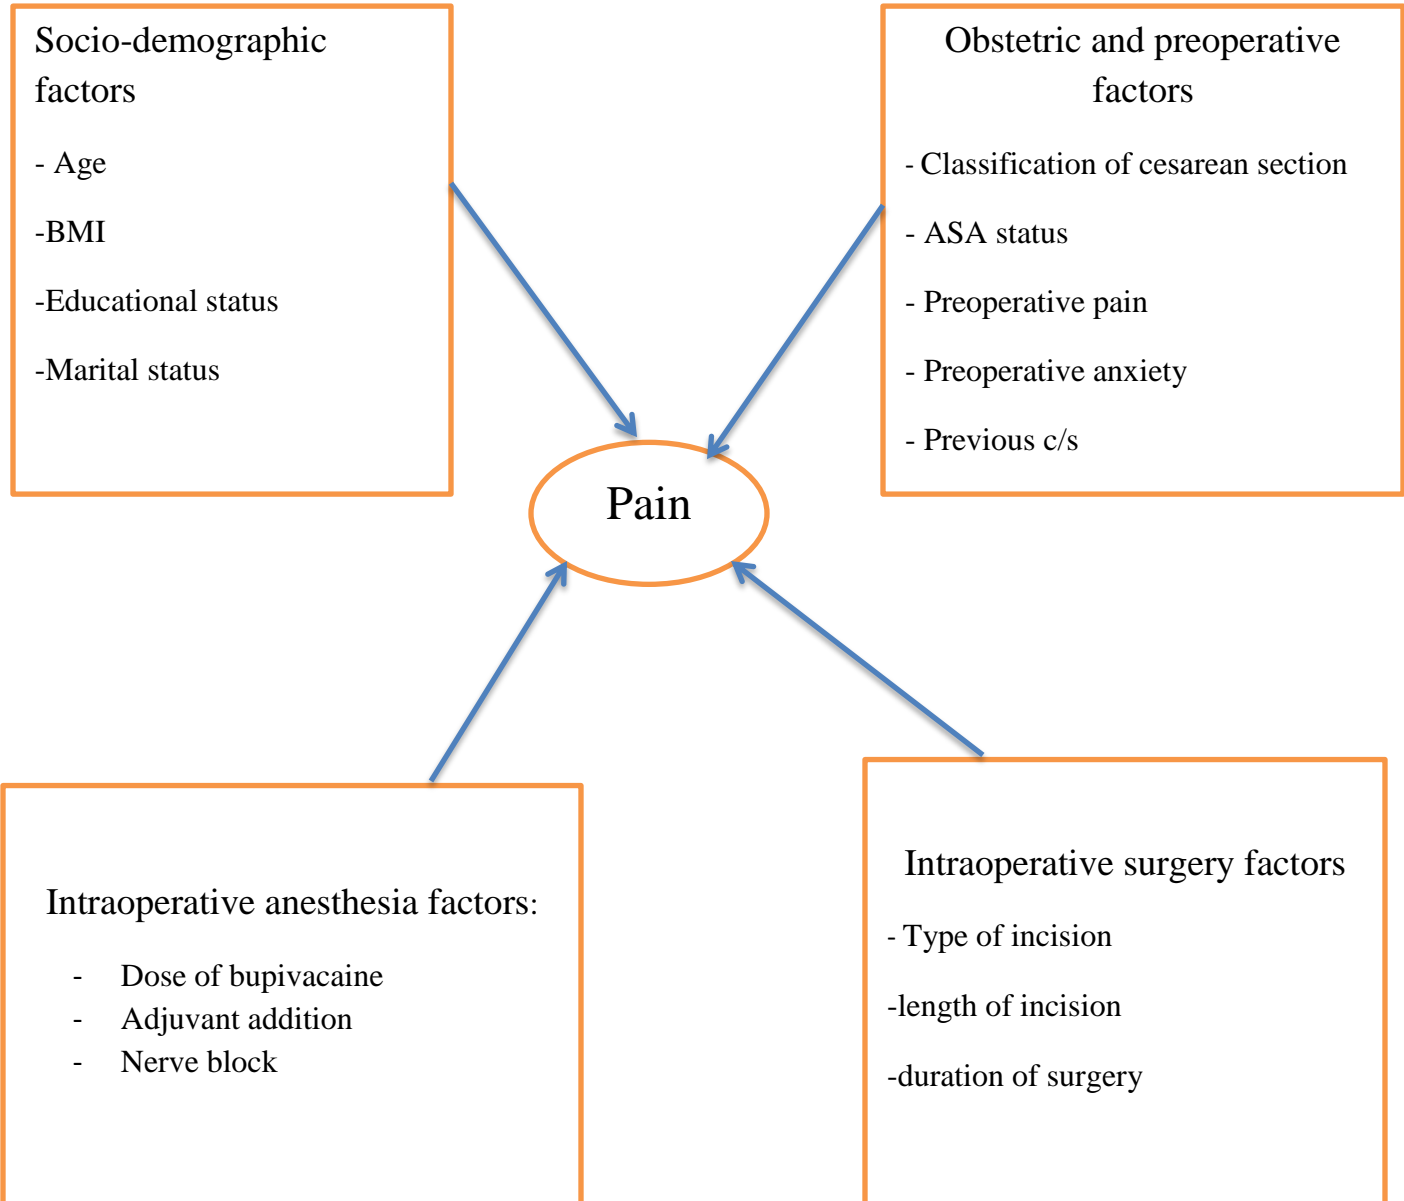 Socio-demographic
factors
- Age
-BMI
-Educational status
-Marital status
Obstetric and preoperative
factors
- Classification of cesarean section
- ASA status
- Preoperative pain
- Preoperative anxiety
- Previous c/s
Pain
Intraoperative anesthesia factors:
- Dose of bupivacaine
- Adjuvant addition
- Nerve block
Intraoperative surgery factors
- Type of incision
-length of incision
-duration of surgery